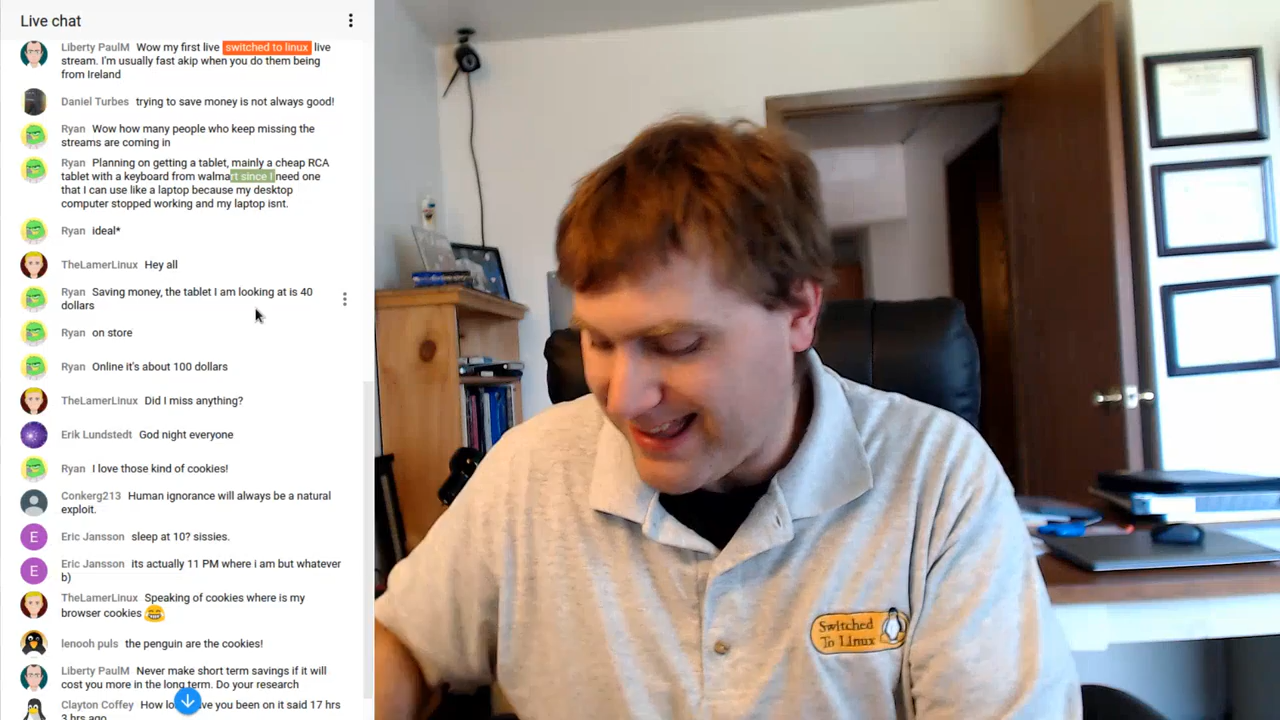 Live chat
Liberty PaulM Wow my first live switched to linux live
stream. I'm usually fast akip when you do them being
from Ireland
Daniel Turbes trying to save money is not always good!
Ryan Wow how many people who keep missing the
streams are coming in
Ryan Planning on getting a tablet, mainly a cheap RCA
tablet with a keyboard from walmart since I need one
that I can use like a laptop because my desktop
computer stopped working and my laptop isnt.
Ryan ideal*
TheLamerLinux Hey all
Ryan Saving money, the tablet I am looking at is 40
dollars
Ryan on store
Ryan Online it's about 100 dollars
TheLamerLinux Did I miss anything?
Erik Lundstedt God night everyone
Ryan I love those kind of cookies!
Conkerg213 Human ignorance will always be a natural
exploit.
E
Eric Jansson sleep at 10? sissies.
E
Eric Jansson its actually 11 PM where i am but whatever
b)
TheLamerLinux Speaking of cookies where is my
browser cookies
lenooh puls the penguin are the cookies!
Liberty PaulM Never make short term savings if it will
cost you more in the long term. Do your research
Clayton Coffey How you been on it said 17 hrs
3 hrs ago
Switched
To Linux